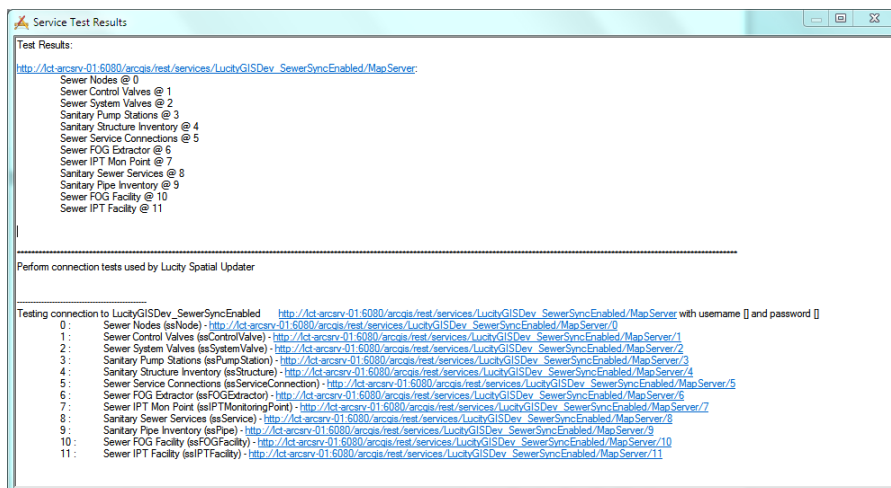 Service Test Results
Test Results:
http://lct-arcsrv-01:6080/arcgis/rest/services/LucityGISDev_SewerSyncEnabled/MapServer:
Sewer Nodes @ 0
Sewer Control Valves @ 1
Sewer System Valves @ 2
Sanitary Pump Stations @ 3
Sanitary Structure Inventory @ 4
Sewer Service Connections @ 5
Sewer FOG Extractor @ 6
Sewer IPT Mon Point @ 7
Sanitary Sewer Services @ 8
Sanitary Pipe Inventory @ 9
Sewer FOG Facility @ 10
Sewer IPT Facility @ 11
Perform connection tests used by Lucity Spatial Updater
Testing connection to LucityGISDev_SewerSyncEnabled http://lct-arcsrv-01:6080/arcgis/rest/services/LucityGISDev_SewerSyncEnabled/MapServer with username [] and password []
0 : Sewer Nodes (ssNode) - http://lct-arcsrv-01:6080/arcgis/rest/services/LucityGISDev_SewerSyncEnabled/MapServer/0
1 : Sewer Control Valves (ssControlValve) - http://lct-arcsrv-01:6080/arcgis/rest/services/LucityGISDev_SewerSyncEnabled/MapServer/1
2 : Sewer System Valves (ssSystemValve) - http://lct-arcsrv-01:6080/arcgis/rest/services/LucityGISDev_SewerSyncEnabled/MapServer/2
3 : Sanitary Pump Stations (ssPumpStation) - http://lct-arcsrv-01:6080/arcgis/rest/services/LucityGISDev_SewerSyncEnabled/MapServer/3
4 : Sanitary Structure Inventory (ssStructure) - http://lct-arcsrv-01:6080/arcgis/rest/services/LucityGISDev_SewerSyncEnabled/MapServer/4
5 : Sewer Service Connections (ssServiceConnection) - http://lct-arcsrv-01:6080/arcgis/rest/services/LucityGISDev_SewerSyncEnabled/MapServer/5
6 : Sewer FOG Extractor (ssFOGExtractor) - http://lct-arcsrv-01:6080/arcgis/rest/services/LucityGISDev_SewerSyncEnabled/MapServer/6
7 : Sewer IPT Mon Point (ssIPTMonitoringPoint) - http://lct-arcsrv-01:6080/arcgis/rest/services/LucityGISDev_SewerSyncEnabled/MapServer/7
8 : Sanitary Sewer Services (ssService) - http://lct-arcsrv-01:6080/arcgis/rest/services/LucityGISDev_SewerSyncEnabled/MapServer/8
9 : Sanitary Pipe Inventory (ssPipe) - http://lct-arcsrv-01:6080/arcgis/rest/services/LucityGISDev_SewerSyncEnabled/MapServer/9
10 : Sewer FOG Facility (ssFOGFacility) - http://lct-arcsrv-01:6080/arcgis/rest/services/LucityGISDev_SewerSyncEnabled/MapServer/10
11 : Sewer IPT Facility (ssIPTFacility) - http://lct-arcsrv-01:6080/arcgis/rest/services/LucityGISDev_SewerSyncEnabled/MapServer/11